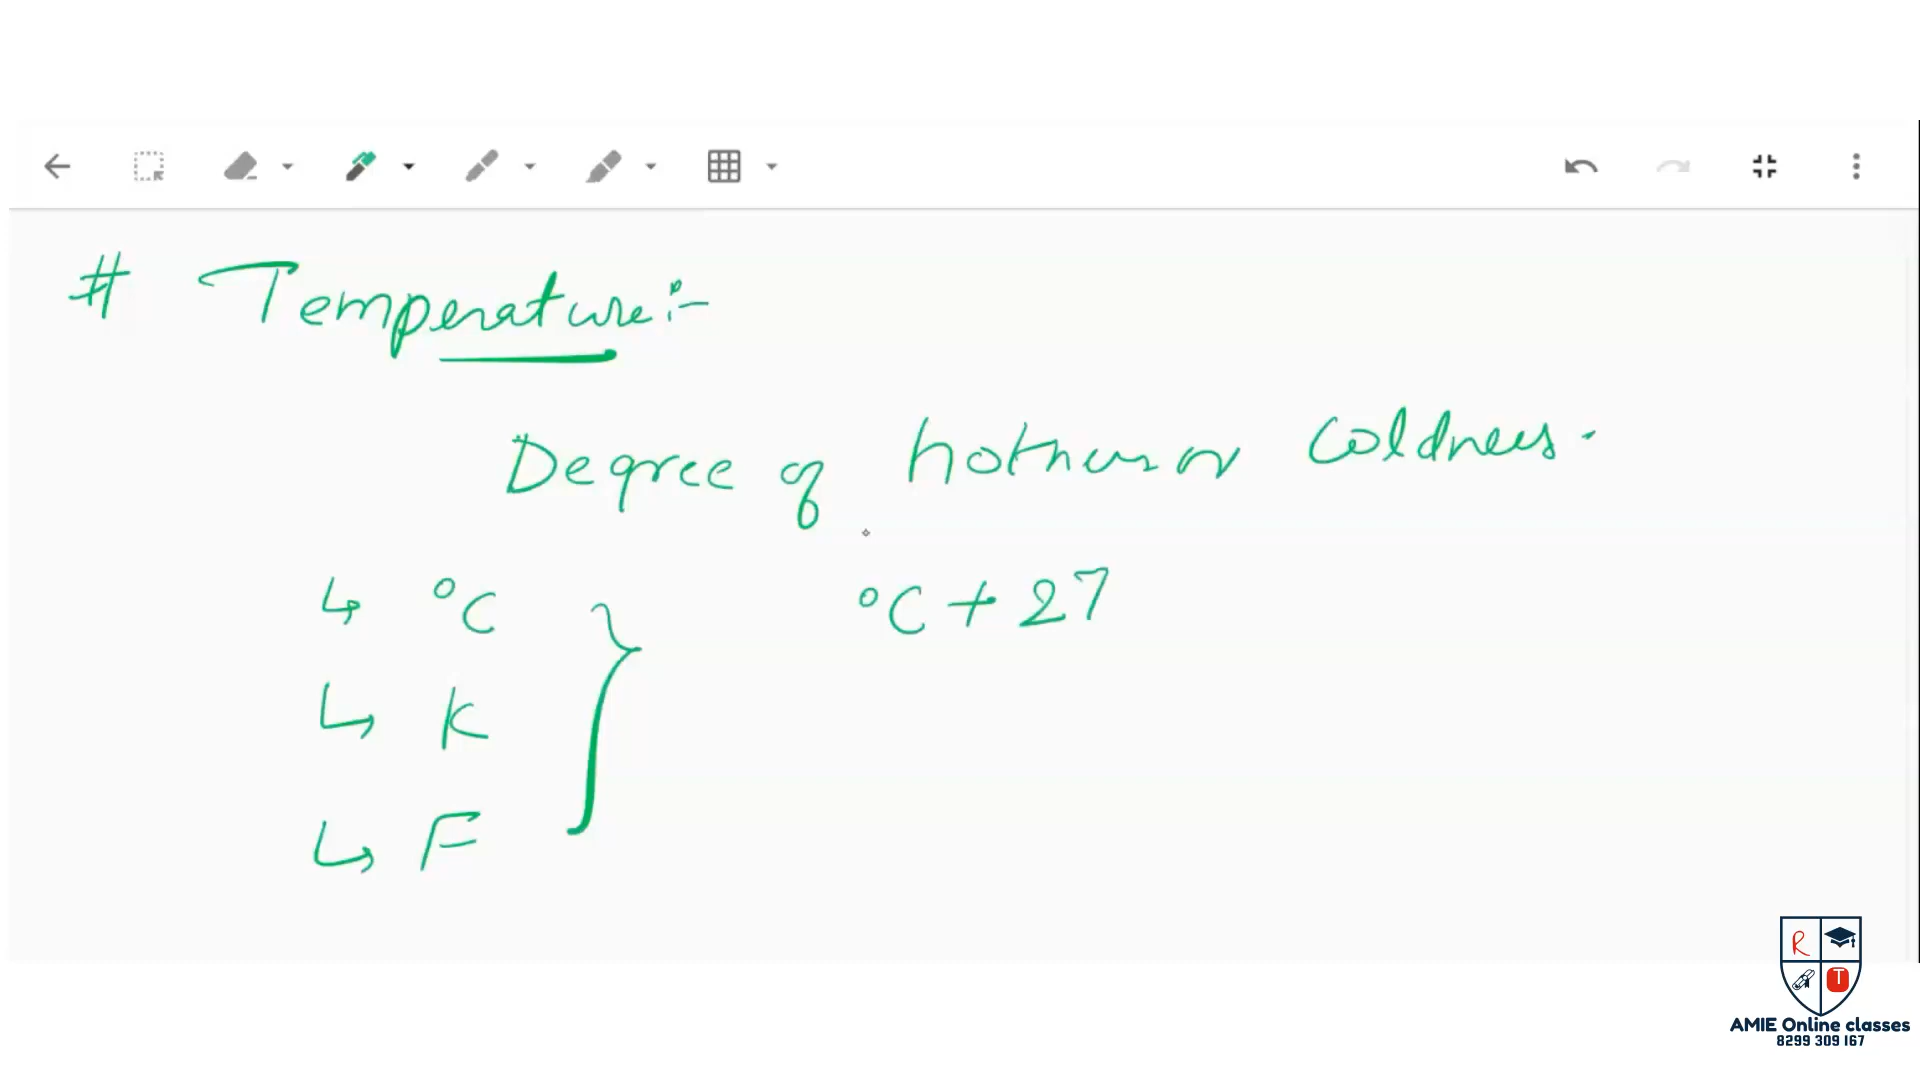 # Temperature :-
Degree of hotness or coldness.
↳ °C
°C + 27
↳ K
↳ F
R
T
AMIE Online classes
8299 309 167